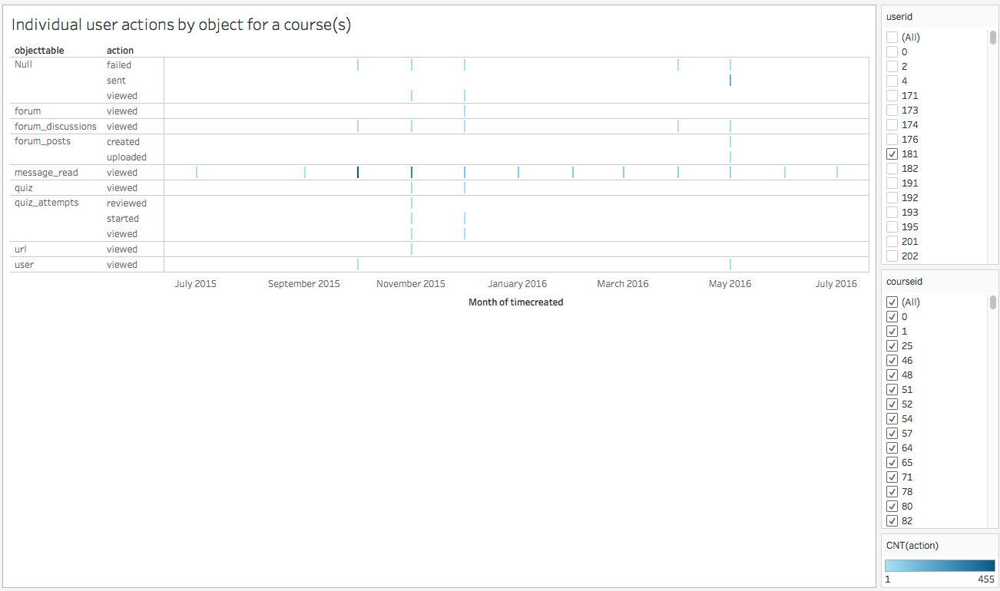 Individual user actions by object for a course(s)
objecttable action
Null failed
sent
viewed
forum viewed
forum_discussions viewed
forum_posts created
uploaded
message_read viewed
quiz viewed
quiz_attempts reviewed
started
viewed
url viewed
user viewed
July 2015 September 2015 November 2015 January 2016 March 2016 May 2016 July 2016
Month of timecreated
userid
(All)
0
2
4
171
173
174
176
181
182
191
192
193
195
201
202
courseid
(All)
0
1
25
46
48
51
52
54
57
64
65
71
78
80
82
CNT(action)
1 455